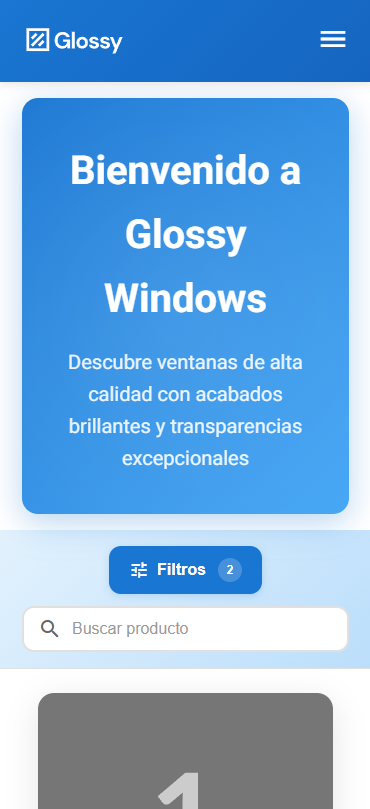 Glossy
Bienvenido a
Glossy
Windows
Descubre ventanas de alta
calidad con acabados
brillantes y transparencias
excepcionales
Filtros 2
Buscar producto
1